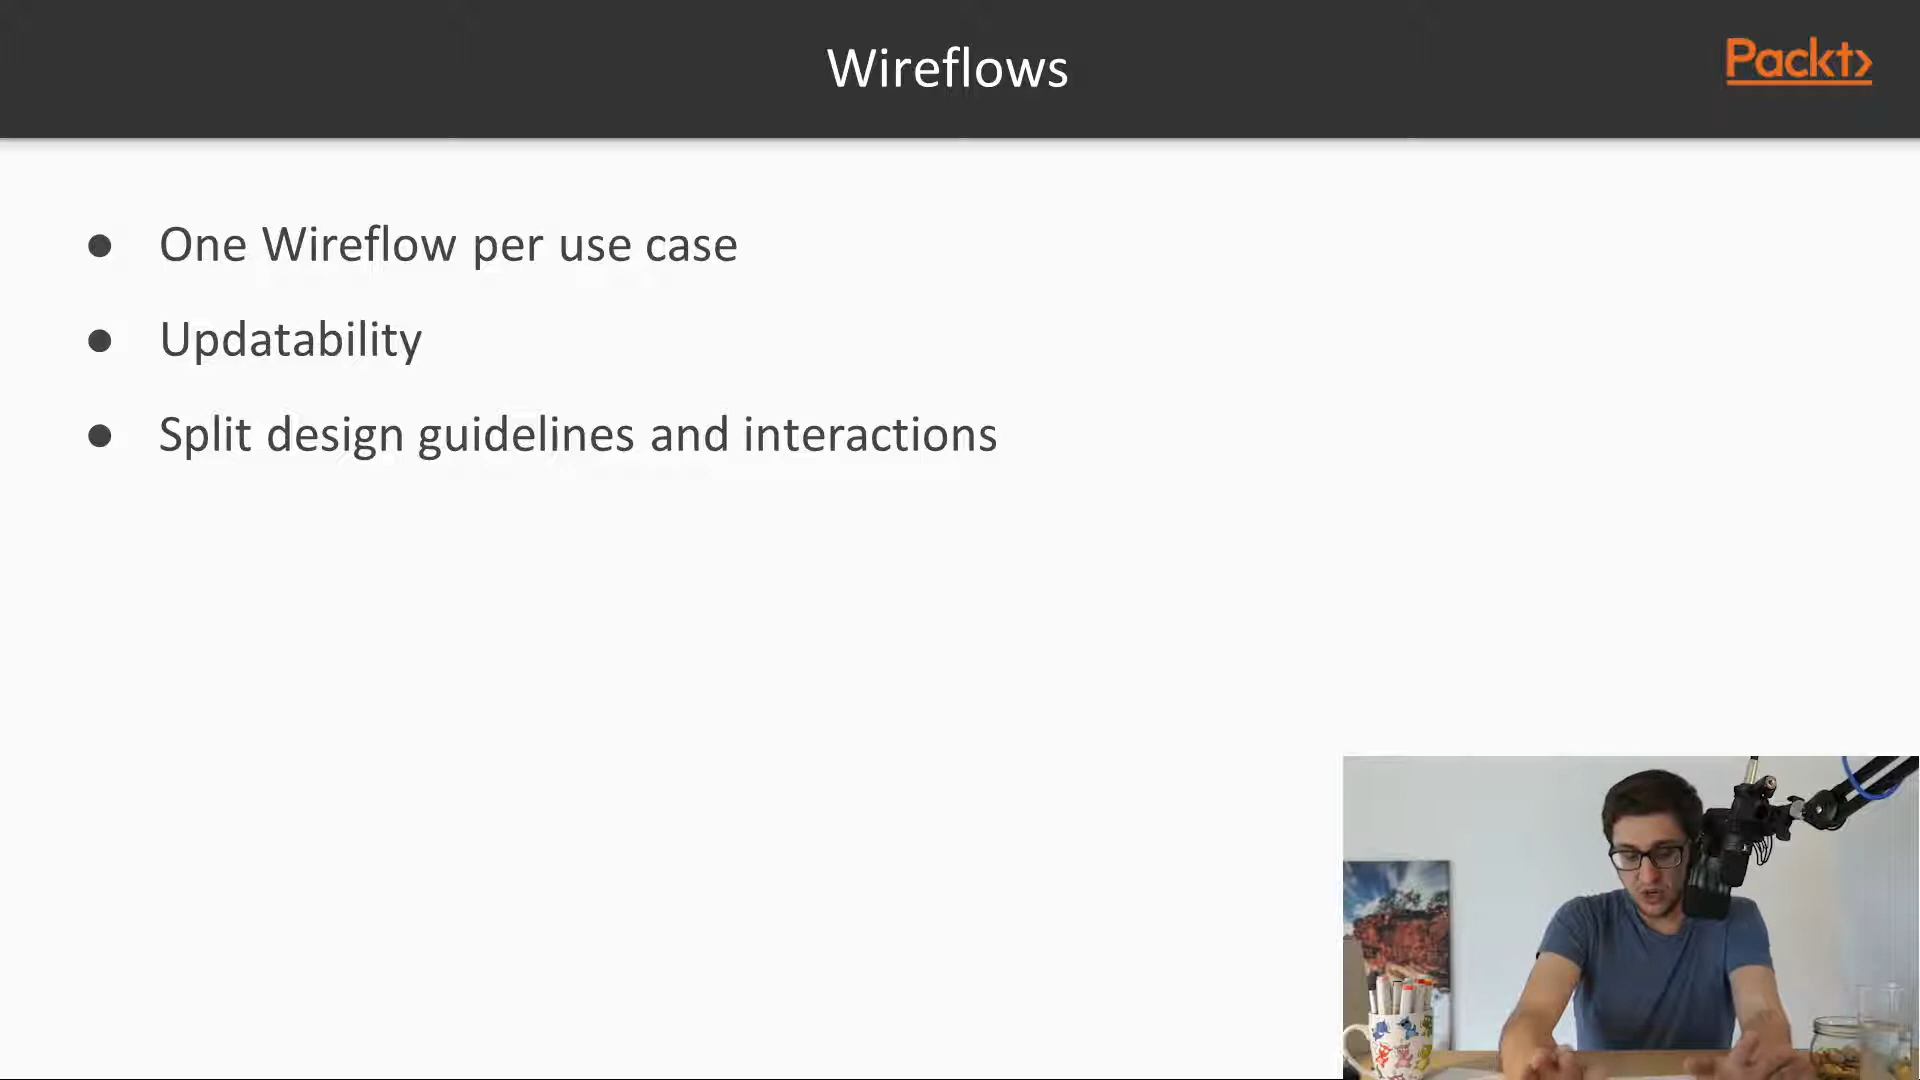 Wireflows
Packt>
● One Wireflow per use case
● Updatability
● Split design guidelines and interactions